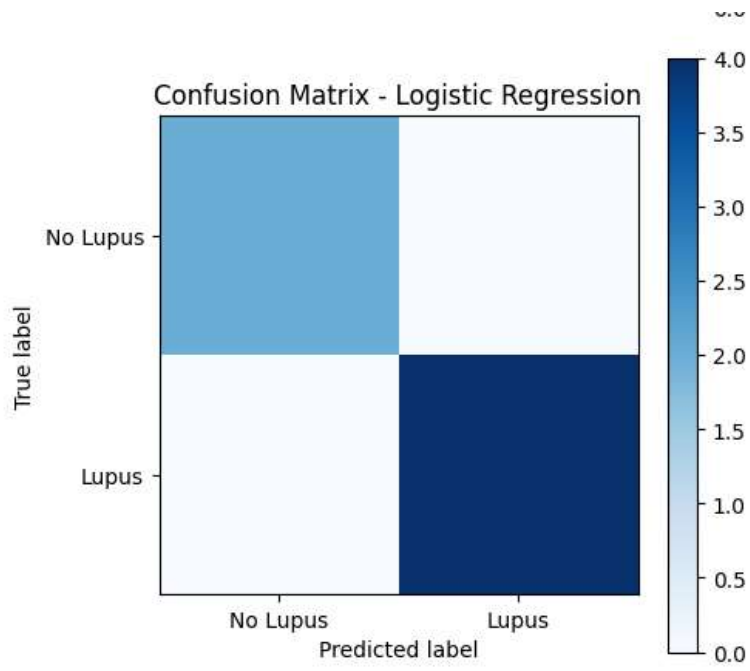 Confusion Matrix - Logistic Regression
4.0
3.5
3.0
2.5
2.0
1.5
1.0
0.5
0.0
True label
No Lupus
Lupus
No Lupus Lupus
Predicted label